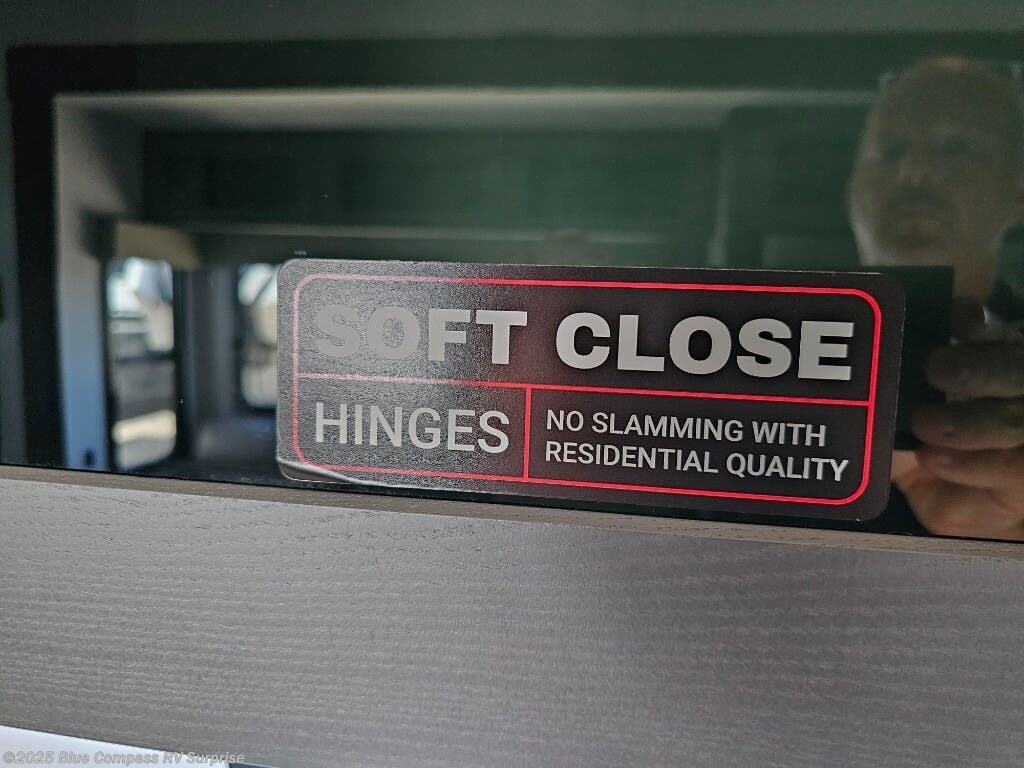 SOFT CLOSE
HINGES
NO SLAMMING WITH
RESIDENTIAL QUALITY
©2025 Blue Compass RV Surprise